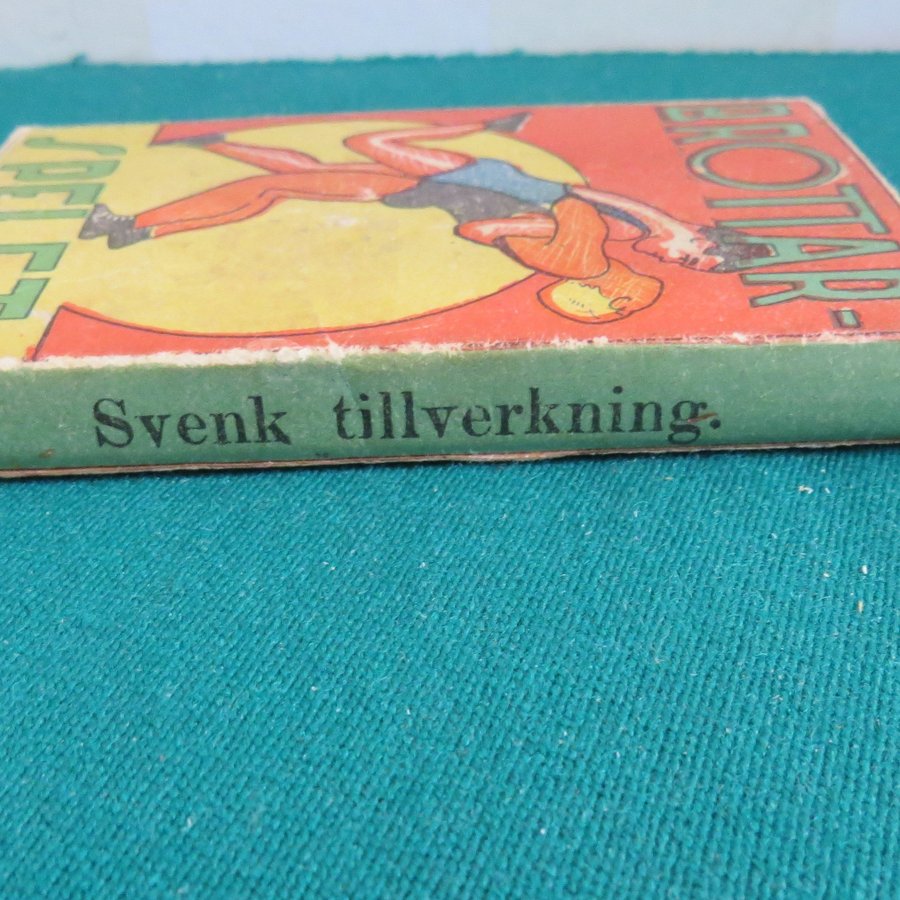 BROTTAR-
SPELET
Svenk tillverkning.